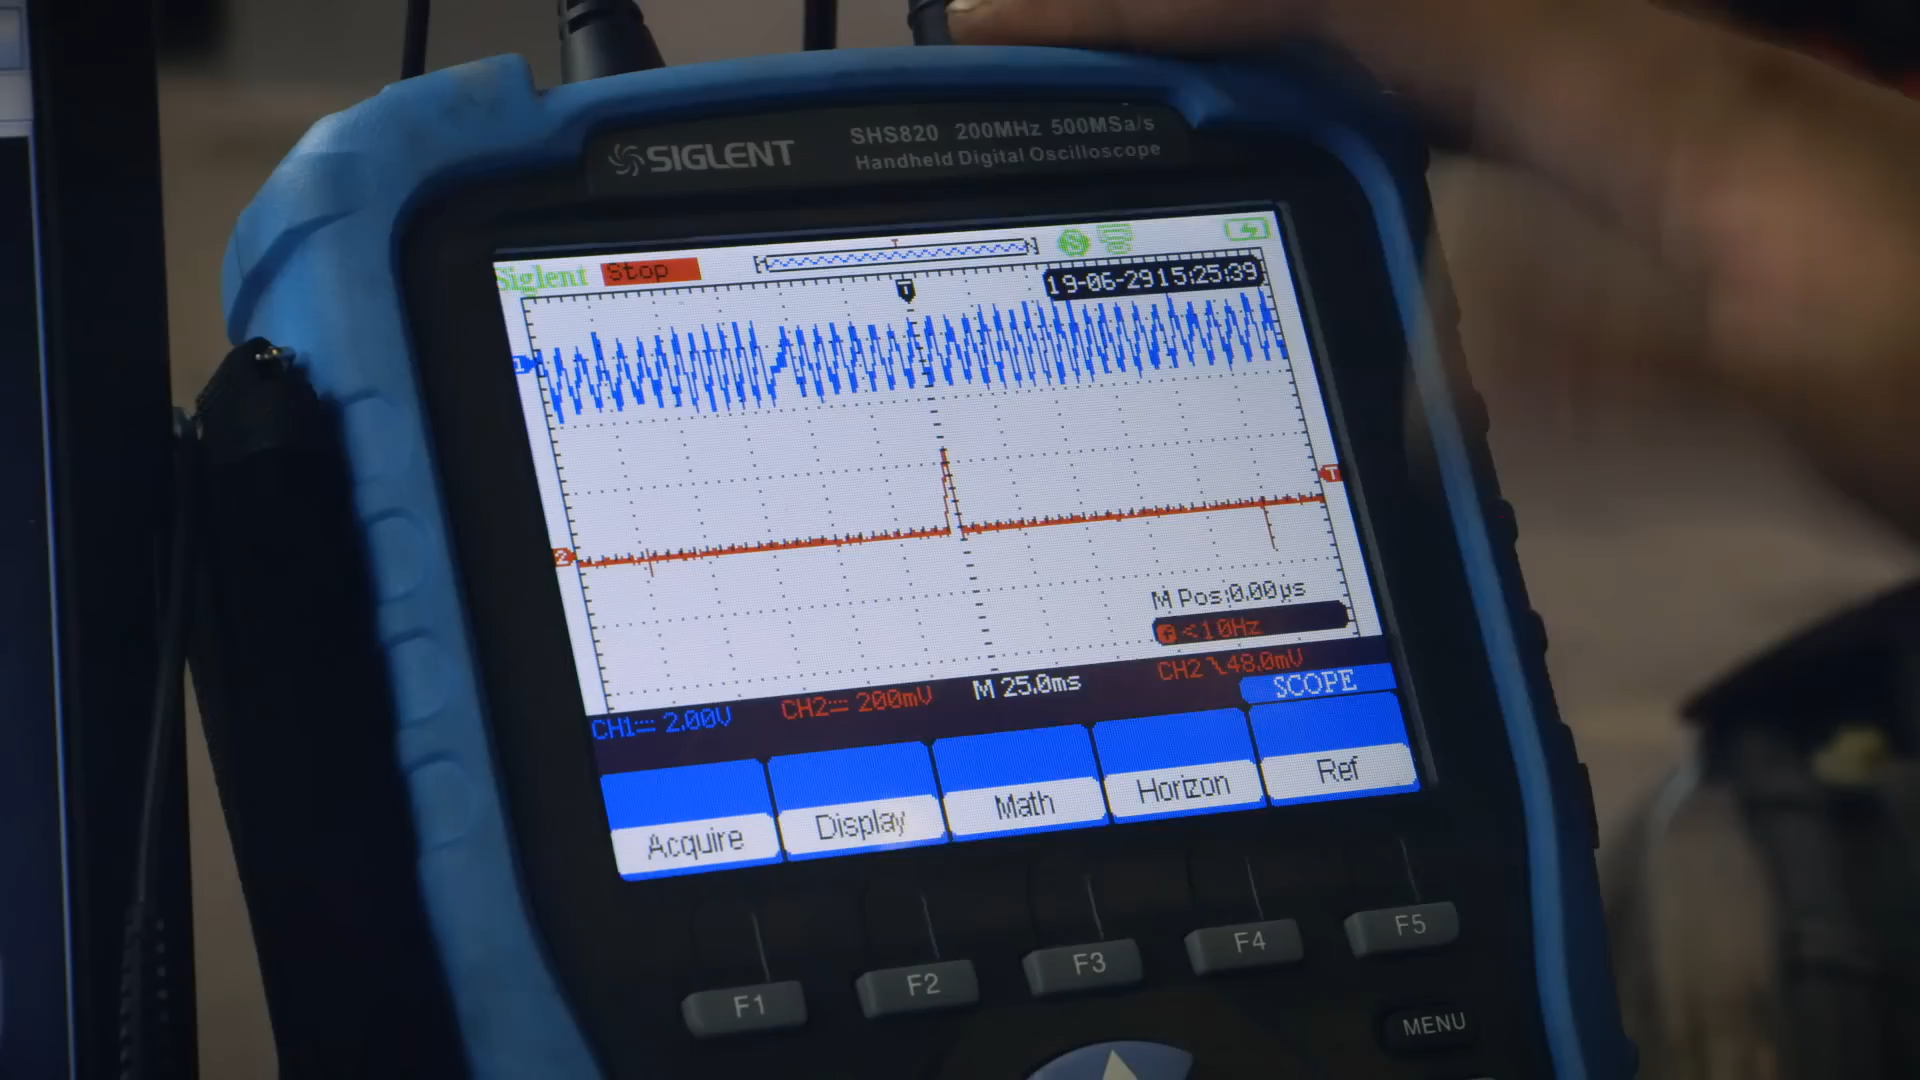 SIGLENT
SHS820 200MHz 500MSa/s
Handheld Digital Oscilloscope
Siglent Stop
T
19-06-29 15:25:39
1
T
2
M Pos:0.00µs
f <10Hz
CH1 2.00V CH2 200mV M 25.0ms CH2 48.0mV
SCOPE
Acquire Display Math Horizon Ref
F1 F2 F3 F4 F5
MENU